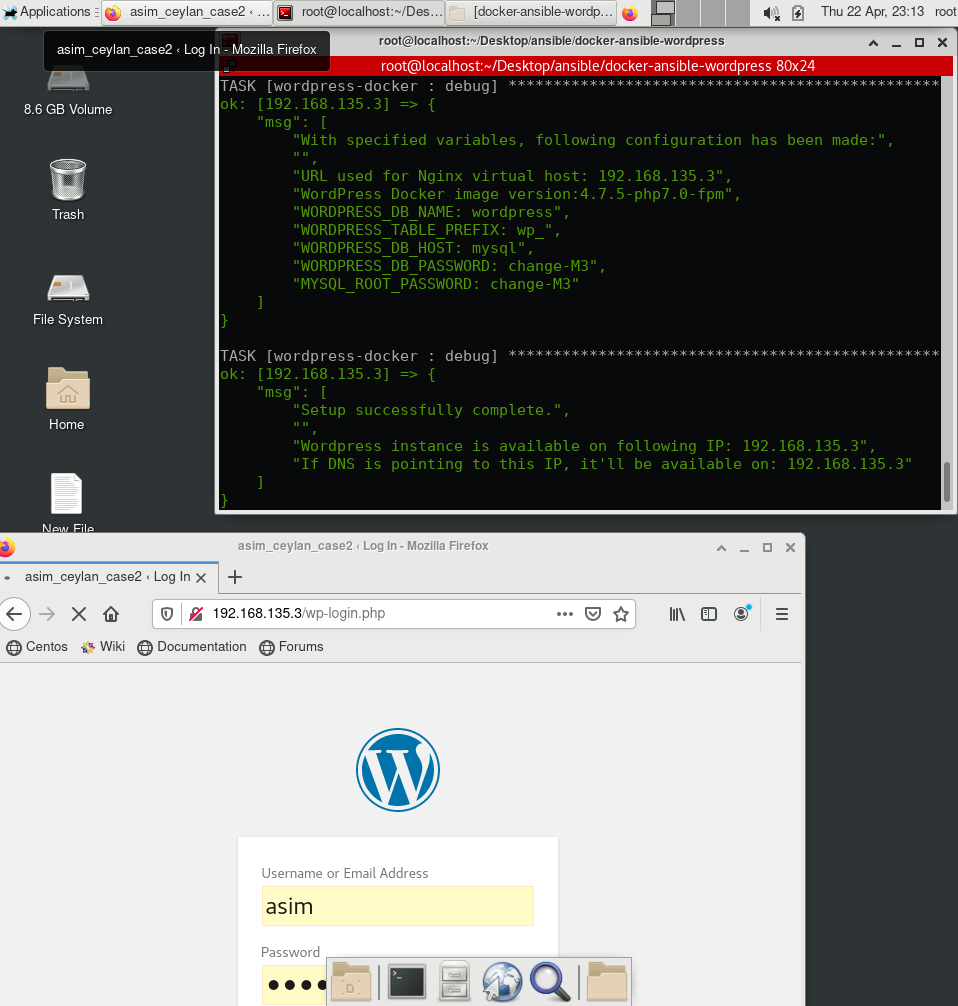 Applications
asim_ceylan_case2 ‹ ...
root@localhost:~/Des...
[docker-ansible-wordp...
Thu 22 Apr, 23:13
root
asim_ceylan_case2 ‹ Log In - Mozilla Firefox
root@localhost:~/Desktop/ansible/docker-ansible-wordpress
root@localhost:~/Desktop/ansible/docker-ansible-wordpress 80x24
TASK [wordpress-docker : debug] ************************************************
ok: [192.168.135.3] => {
    "msg": [
        "With specified variables, following configuration has been made:",
        "",
        "URL used for Nginx virtual host: 192.168.135.3",
        "WordPress Docker image version:4.7.5-php7.0-fpm",
        "WORDPRESS_DB_NAME: wordpress",
        "WORDPRESS_TABLE_PREFIX: wp_",
        "WORDPRESS_DB_HOST: mysql",
        "WORDPRESS_DB_PASSWORD: change-M3",
        "MYSQL_ROOT_PASSWORD: change-M3"
    ]
}
TASK [wordpress-docker : debug] ************************************************
ok: [192.168.135.3] => {
    "msg": [
        "Setup successfully complete.",
        "",
        "Wordpress instance is available on following IP: 192.168.135.3",
        "If DNS is pointing to this IP, it'll be available on: 192.168.135.3"
    ]
}
8.6 GB Volume
Trash
File System
Home
New File
asim_ceylan_case2 ‹ Log In - Mozilla Firefox
asim_ceylan_case2 ‹ Log In
192.168.135.3/wp-login.php
Centos
Wiki
Documentation
Forums
Username or Email Address
asim
Password